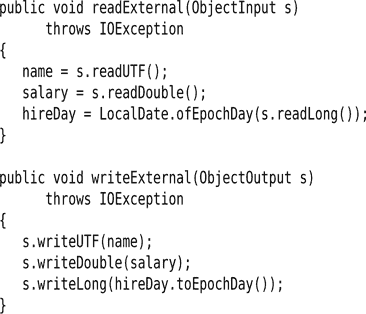 public void readExternal(ObjectInput s)
      throws IOException
{
   name = s.readUTF();
   salary = s.readDouble();
   hireDay = LocalDate.ofEpochDay(s.readLong());
}

public void writeExternal(ObjectOutput s)
      throws IOException
{
   s.writeUTF(name);
   s.writeDouble(salary);
   s.writeLong(hireDay.toEpochDay());
}